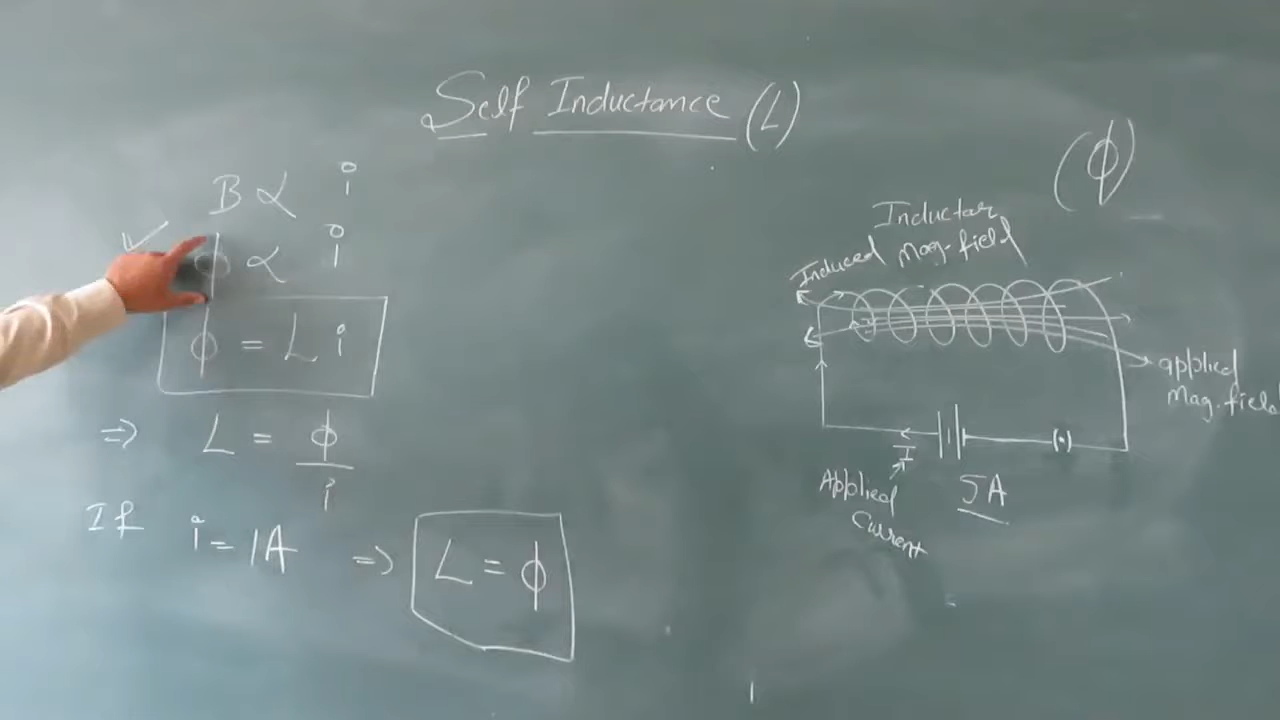 Self Inductance (L)
B ∝ i
ϕ ∝ i
ϕ = L i
⇒ L = ϕ / i
If i = 1A ⇒ L = ϕ
(ϕ)
Inductor
Induced Mag. field
applied
Mag. field
I
Applied
Current
5A